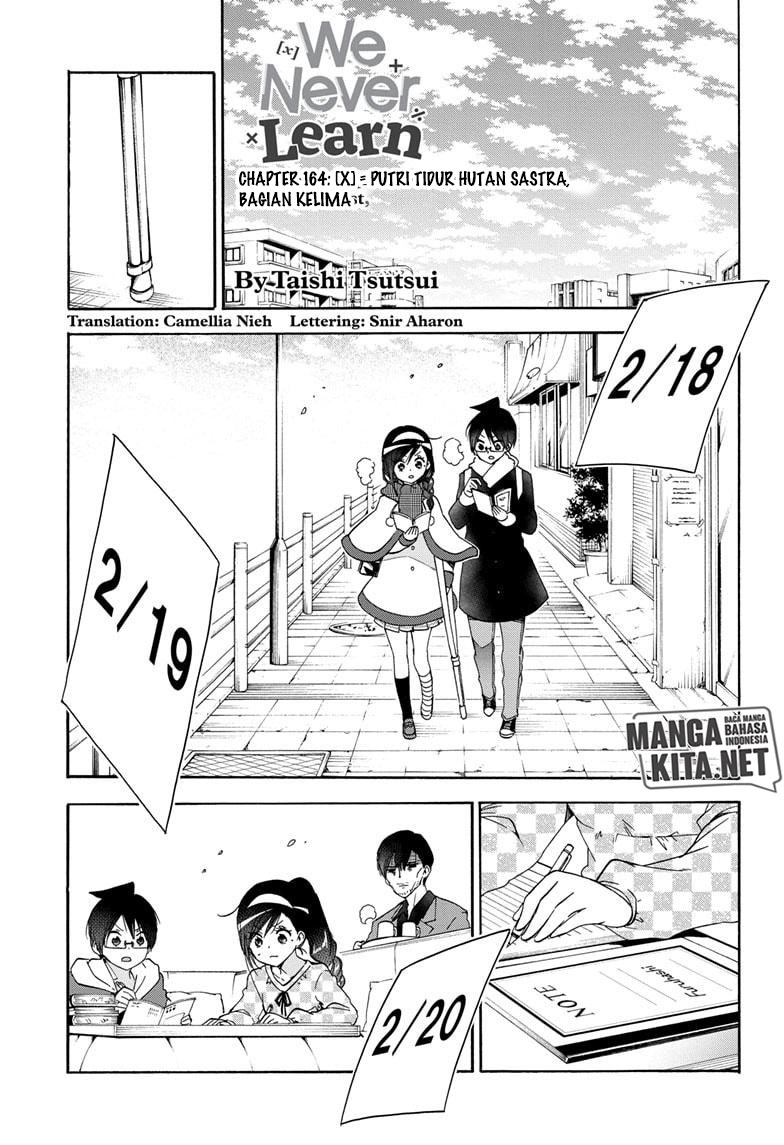 [x] We
Never
Learn
CHAPTER 164: [X] = PUTRI TIDUR HUTAN SASTRA,
BAGIAN KELIMA st,
By Taishi Tsutsui
Translation: Camellia Nieh Lettering: Snir Aharon
2/18
2/19
MANGA
KITA.NET
BACA MANGA
BAHASA
INDONESIA
2/20
NOTE
Furuhashi